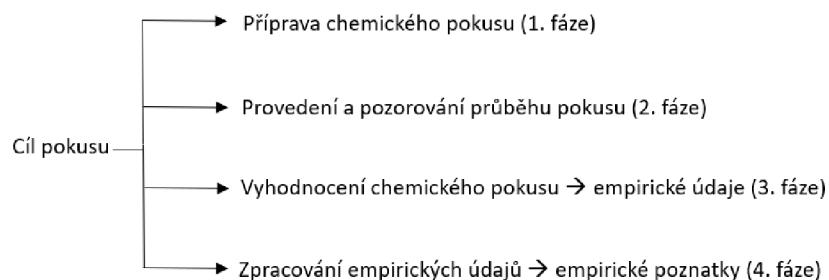 Příprava chemického pokusu (1. fáze)
Provedení a pozorování průběhu pokusu (2. fáze)
Cíl pokusu
Vyhodnocení chemického pokusu → empirické údaje (3. fáze)
Zpracování empirických údajů → empirické poznatky (4. fáze)